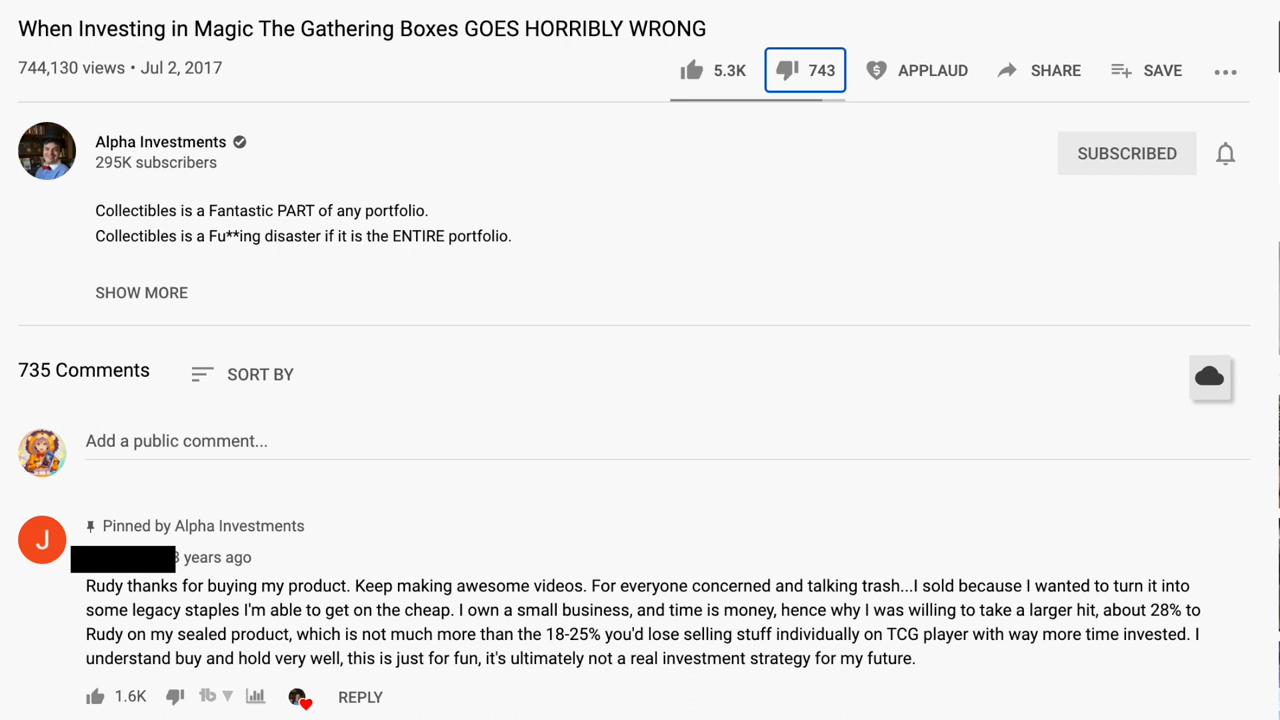 When Investing in Magic The Gathering Boxes GOES HORRIBLY WRONG
744,130 views • Jul 2, 2017
5.3K 743 APPLAUD SHARE SAVE
Alpha Investments
295K subscribers
SUBSCRIBED
Collectibles is a Fantastic PART of any portfolio.
Collectibles is a Fu**ing disaster if it is the ENTIRE portfolio.
SHOW MORE
735 Comments SORT BY
Add a public comment...
J
Pinned by Alpha Investments
3 years ago
Rudy thanks for buying my product. Keep making awesome videos. For everyone concerned and talking trash...I sold because I wanted to turn it into
some legacy staples I'm able to get on the cheap. I own a small business, and time is money, hence why I was willing to take a larger hit, about 28% to
Rudy on my sealed product, which is not much more than the 18-25% you'd lose selling stuff individually on TCG player with way more time invested. I
understand buy and hold very well, this is just for fun, it's ultimately not a real investment strategy for my future.
1.6K tb REPLY